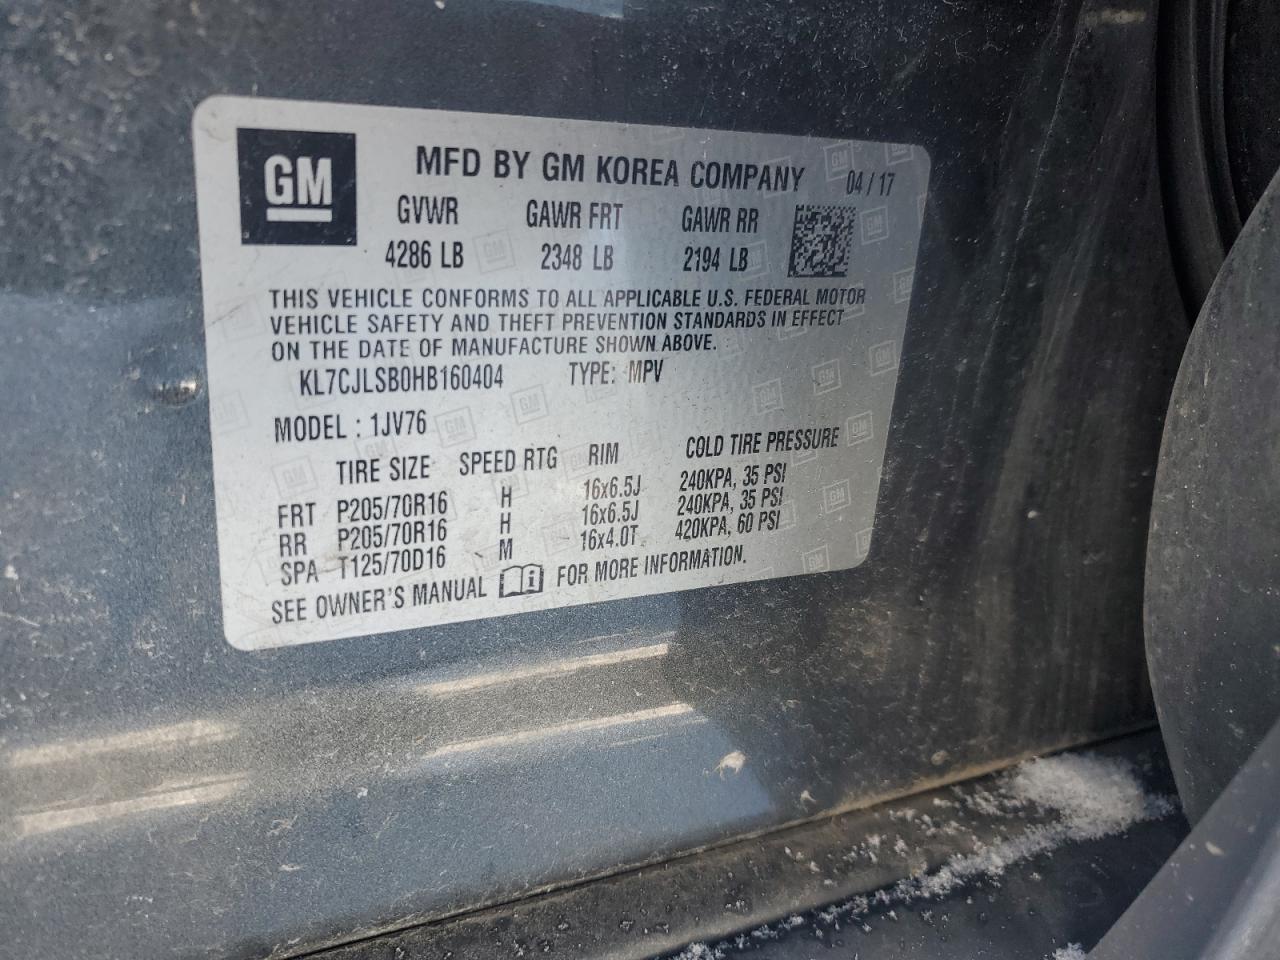 GM
MFD BY GM KOREA COMPANY 04 / 17
GVWR GAWR FRT GAWR RR
4286 LB 2348 LB 2194 LB
THIS VEHICLE CONFORMS TO ALL APPLICABLE U.S. FEDERAL MOTOR
VEHICLE SAFETY AND THEFT PREVENTION STANDARDS IN EFFECT
ON THE DATE OF MANUFACTURE SHOWN ABOVE.
KL7CJLSB0HB160404 TYPE: MPV
MODEL : 1JV76
TIRE SIZE SPEED RTG RIM COLD TIRE PRESSURE
FRT P205/70R16 H 16x6.5J 240KPA, 35 PSI
RR P205/70R16 H 16x6.5J 240KPA, 35 PSI
SPA T125/70D16 M 16x4.0T 420KPA, 60 PSI
SEE OWNER'S MANUAL i FOR MORE INFORMATION.